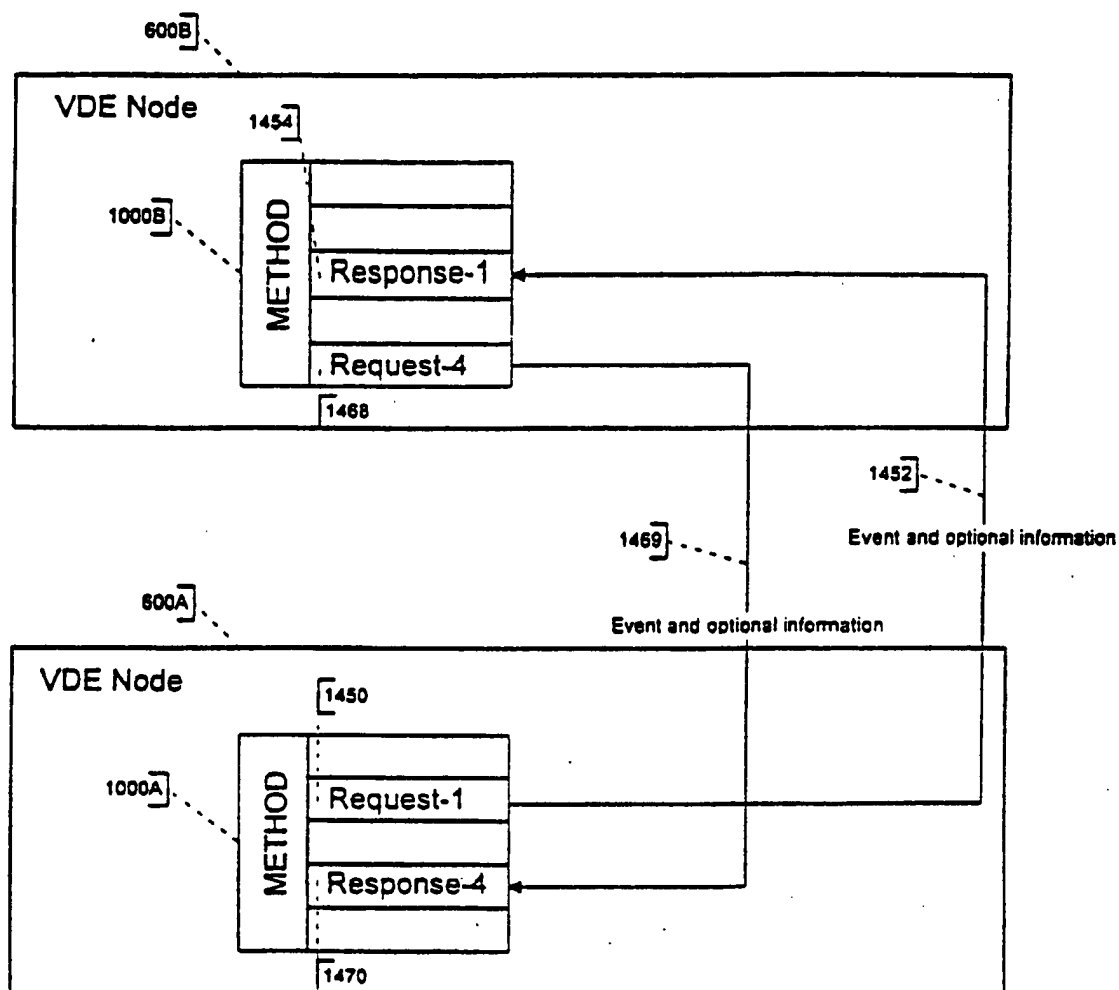 600B
VDE Node
1454
1000B
METHOD
Response-1
Request-4
1468
1452
1469
Event and optional information
600A
Event and optional information
VDE Node
1450
1000A
METHOD
Request-1
Response-4
1470